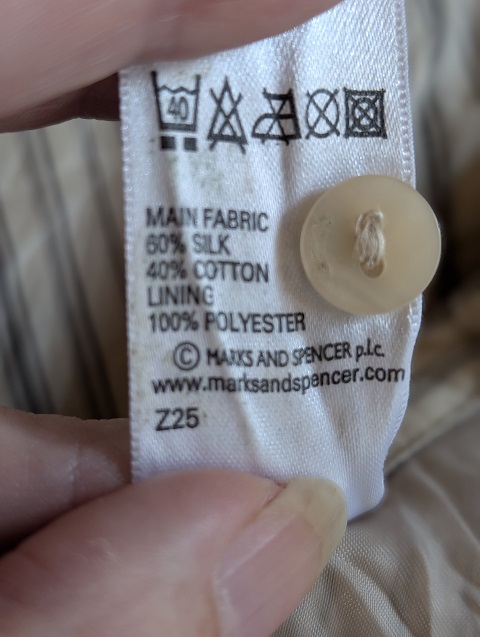 40
MAIN FABRIC
60% SILK
40% COTTON
LINING
100% POLYESTER
© MARKS AND SPENCER p.l.c.
www.marksandspencer.com
Z25